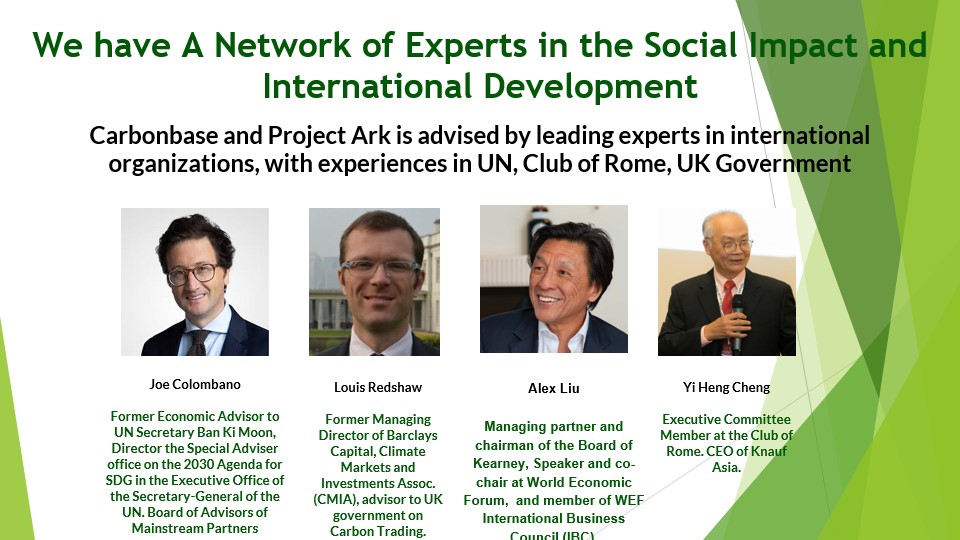 We have A Network of Experts in the Social Impact and
International Development
Carbonbase and Project Ark is advised by leading experts in international
organizations, with experiences in UN, Club of Rome, UK Government
Joe Colombano
Former Economic Advisor to
UN Secretary Ban Ki Moon,
Director the Special Adviser
office on the 2030 Agenda for
SDG in the Executive Office of
the Secretary-General of the
UN. Board of Advisors of
Mainstream Partners
Louis Redshaw
Former Managing
Director of Barclays
Capital, Climate
Markets and
Investments Assoc.
(CMIA), advisor to UK
government on
Carbon Trading.
Alex Liu
Managing partner and
chairman of the Board of
Kearney, Speaker and co-
chair at World Economic
Forum, and member of WEF
International Business
Council (IBC)
Yi Heng Cheng
Executive Committee
Member at the Club of
Rome. CEO of Knauf
Asia.